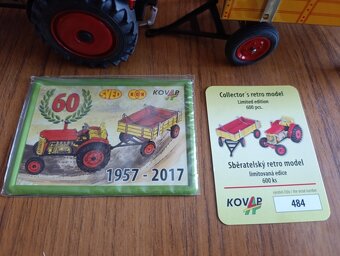 60
KOVAP
1957 - 2017
Collector´s retro model
Limited edition
600 pcs.
Sběratelský retro model
limitovaná edice
600 ks
KOVAP
484